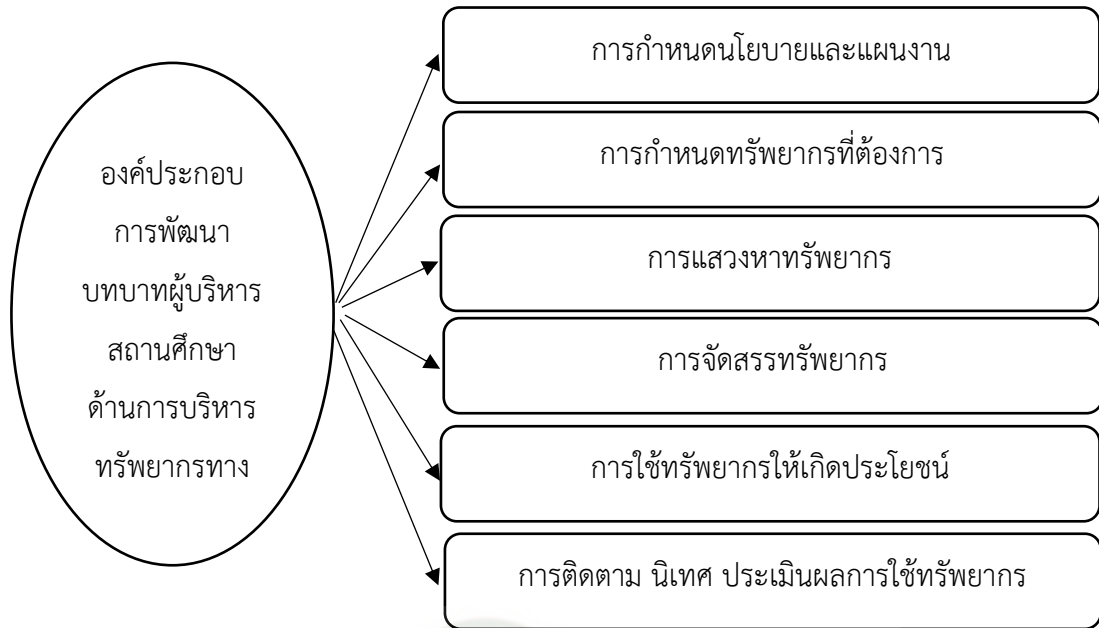 องค์ประกอบ
การพัฒนา
บทบาทผู้บริหาร
สถานศึกษา
ด้านการบริหาร
ทรัพยากรทาง
การกำหนดนโยบายและแผนงาน
การกำหนดทรัพยากรที่ต้องการ
การแสวงหาทรัพยากร
การจัดสรรทรัพยากร
การใช้ทรัพยากรให้เกิดประโยชน์
การติดตาม นิเทศ ประเมินผลการใช้ทรัพยากร